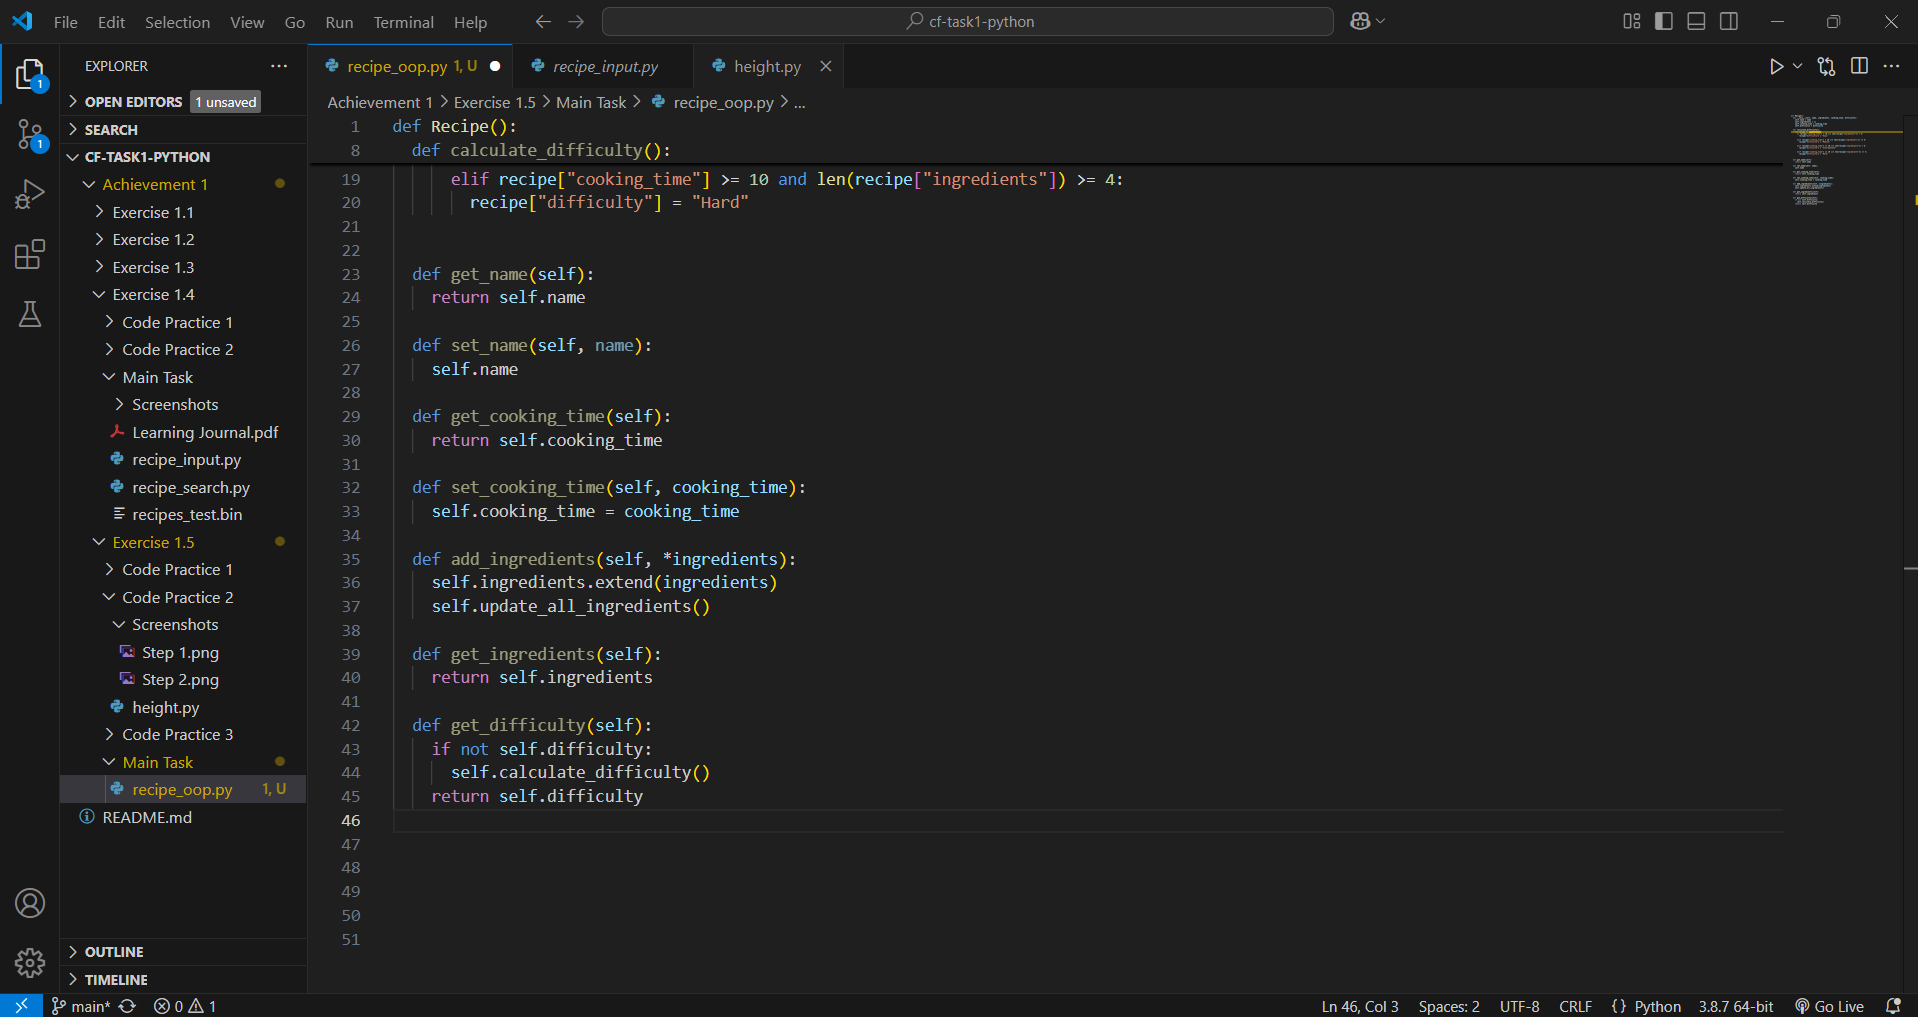 File Edit Selection View Go Run Terminal Help
cf-task1-python
EXPLORER
OPEN EDITORS 1 unsaved
SEARCH
CF-TASK1-PYTHON
Achievement 1
Exercise 1.1
Exercise 1.2
Exercise 1.3
Exercise 1.4
Code Practice 1
Code Practice 2
Main Task
Screenshots
Learning Journal.pdf
recipe_input.py
recipe_search.py
recipes_test.bin
Exercise 1.5
Code Practice 1
Code Practice 2
Screenshots
Step 1.png
Step 2.png
height.py
Code Practice 3
Main Task
recipe_oop.py 1, U
README.md
OUTLINE
TIMELINE
1
1
recipe_oop.py 1, U recipe_input.py height.py
Achievement 1 > Exercise 1.5 > Main Task > recipe_oop.py > ...
1 def Recipe():
8 def calculate_difficulty():
19 elif recipe["cooking_time"] >= 10 and len(recipe["ingredients"]) >= 4:
20 recipe["difficulty"] = "Hard"
21
22
23 def get_name(self):
24 return self.name
25
26 def set_name(self, name):
27 self.name
28
29 def get_cooking_time(self):
30 return self.cooking_time
31
32 def set_cooking_time(self, cooking_time):
33 self.cooking_time = cooking_time
34
35 def add_ingredients(self, *ingredients):
36 self.ingredients.extend(ingredients)
37 self.update_all_ingredients()
38
39 def get_ingredients(self):
40 return self.ingredients
41
42 def get_difficulty(self):
43 if not self.difficulty:
44 self.calculate_difficulty()
45 return self.difficulty
46
47
48
49
50
51
main* 0 1 Ln 46, Col 3 Spaces: 2 UTF-8 CRLF {} Python 3.8.7 64-bit Go Live